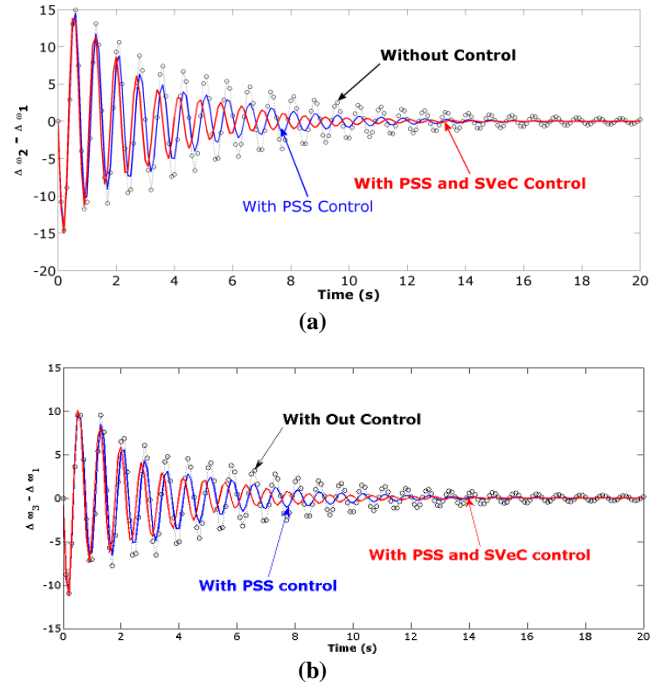 15
10
5
0
-5
-10
-15
-20
Δ ω2 - Δ ω1
Without Control
With PSS and SVeC Control
With PSS Control
0 2 4 6 8 10 12 14 16 18 20
Time (s)
(a)
15
10
5
0
-5
-10
-15
Δ ω3 - Δ ω1
With Out Control
With PSS and SVeC control
With PSS control
0 2 4 6 8 10 12 14 16 18 20
Time (s)
(b)